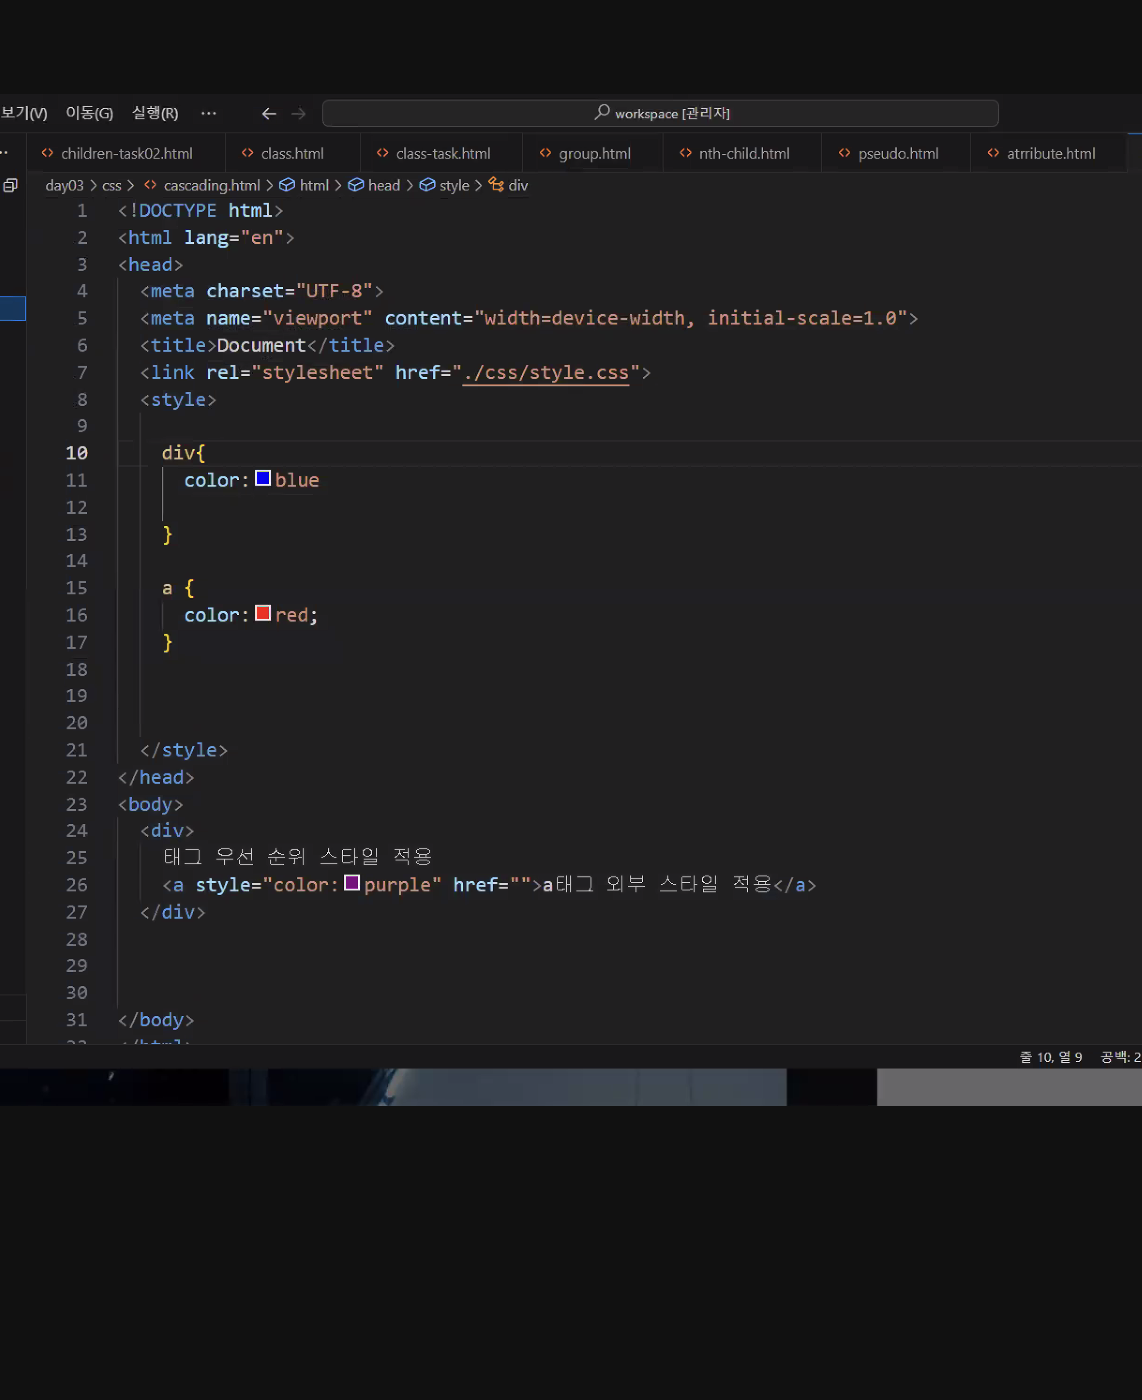 보기(V) 이동(G) 실행(R) ··· workspace [관리자]
children-task02.html class.html class-task.html group.html nth-child.html pseudo.html atrribute.html
day03 > css > cascading.html > html > head > style > div
1 <!DOCTYPE html>
2 <html lang="en">
3 <head>
4 <meta charset="UTF-8">
5 <meta name="viewport" content="width=device-width, initial-scale=1.0">
6 <title>Document</title>
7 <link rel="stylesheet" href="./css/style.css">
8 <style>
9
10 div{
11 color:blue
12
13 }
14
15 a {
16 color:red;
17 }
18
19
20
21 </style>
22 </head>
23 <body>
24 <div>
25 태그 우선 순위 스타일 적용
26 <a style="color:purple" href="">a태그 외부 스타일 적용</a>
27 </div>
28
29
30
31 </body>
줄 10, 열 9 공백: 2